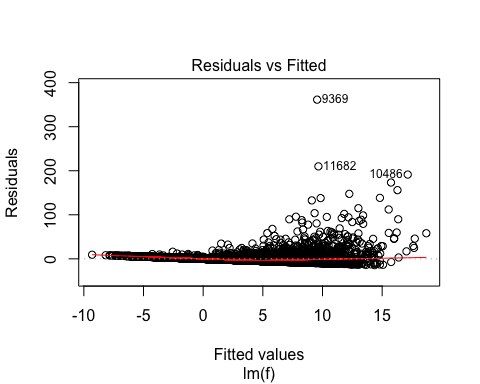 Residuals vs Fitted
400
300
200
100
0
Residuals
9369
11682
10486
-10 -5 0 5 10 15
Fitted values
lm(f)